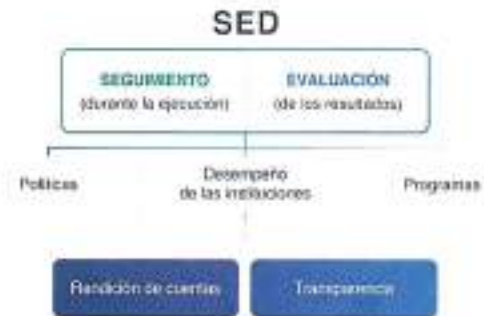 SED
SEGUIMIENTO
(durante la ejecución)
EVALUACIÓN
(de los resultados)
Políticas
Desempeño
de las instituciones
Programas
Rendición de cuentas
Transparencia